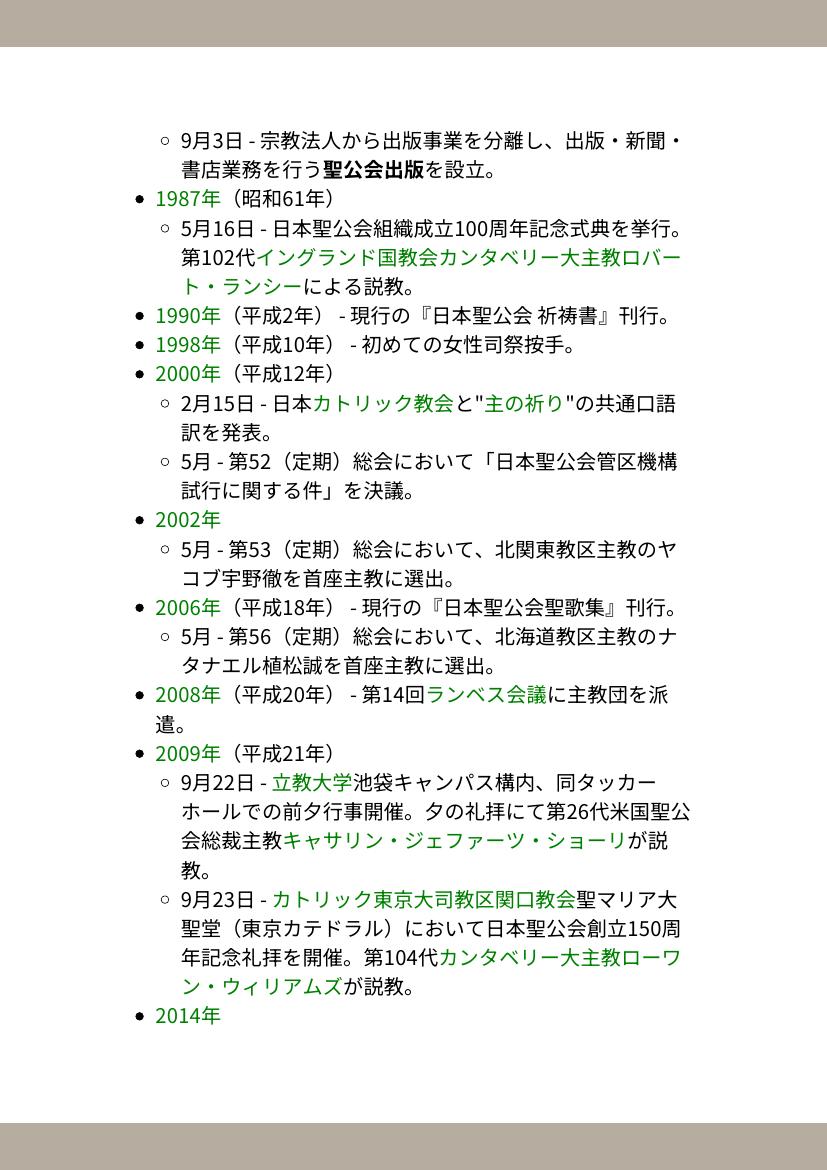 9月3日 - 宗教法人から出版事業を分離し、出版・新聞・
書店業務を行う聖公会出版を設立。
1987年（昭和61年）
5月16日 - 日本聖公会組織成立100周年記念式典を挙行。
第102代イングランド国教会カンタベリー大主教ロバー
ト・ランシーによる説教。
1990年（平成2年） - 現行の『日本聖公会 祈祷書』刊行。
1998年（平成10年） - 初めての女性司祭按手。
2000年（平成12年）
2月15日 - 日本カトリック教会と"主の祈り"の共通口語
訳を発表。
5月 - 第52（定期）総会において「日本聖公会管区機構
試行に関する件」を決議。
2002年
5月 - 第53（定期）総会において、北関東教区主教のヤ
コブ宇野徹を首座主教に選出。
2006年（平成18年） - 現行の『日本聖公会聖歌集』刊行。
5月 - 第56（定期）総会において、北海道教区主教のナ
タナエル植松誠を首座主教に選出。
2008年（平成20年） - 第14回ランベス会議に主教団を派
遣。
2009年（平成21年）
9月22日 - 立教大学池袋キャンパス構内、同タッカー
ホールでの前夕行事開催。夕の礼拝にて第26代米国聖公
会総裁主教キャサリン・ジェファーツ・ショーリが説
教。
9月23日 - カトリック東京大司教区関口教会聖マリア大
聖堂（東京カテドラル）において日本聖公会創立150周
年記念礼拝を開催。第104代カンタベリー大主教ローワ
ン・ウィリアムズが説教。
2014年